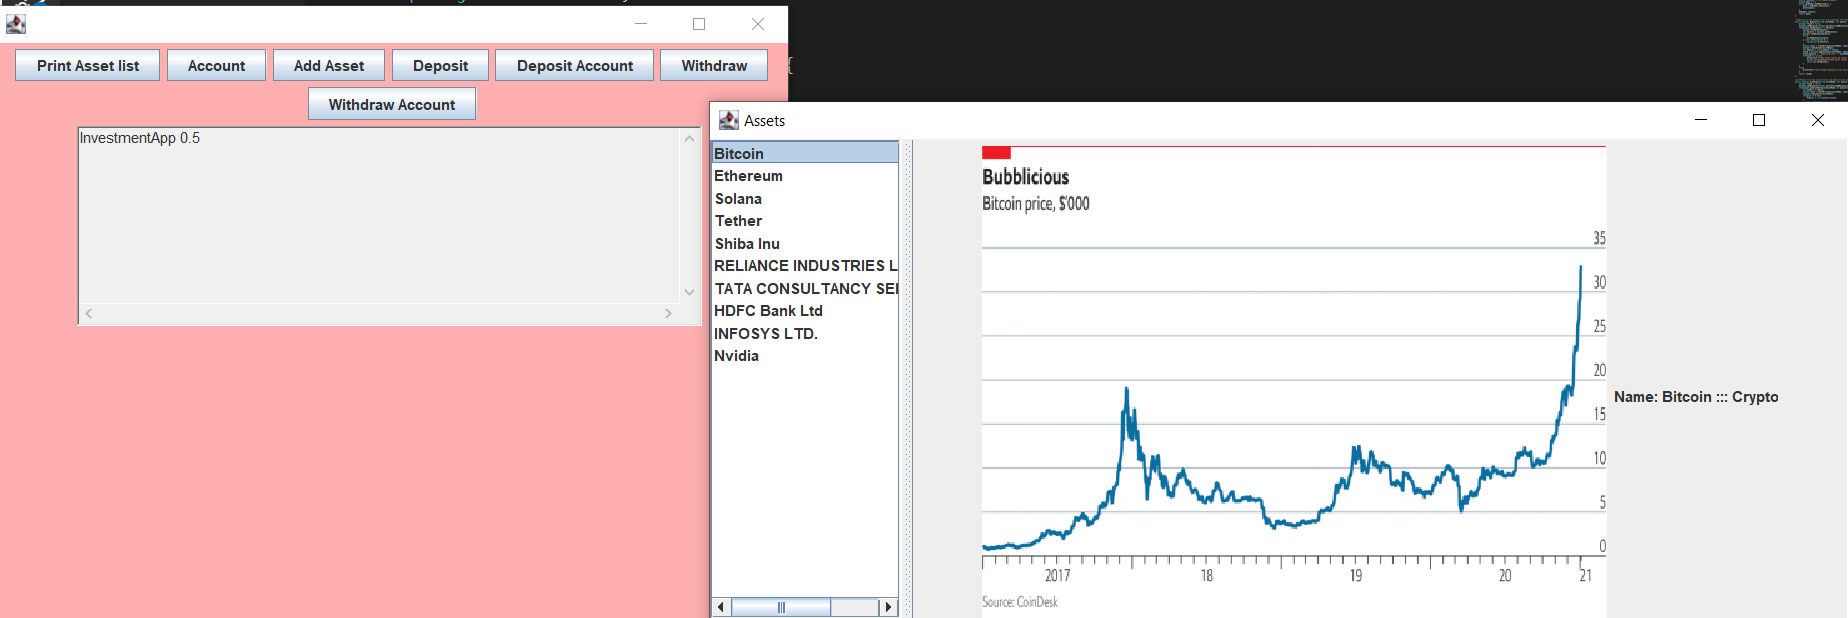 Print Asset list
Account
Add Asset
Deposit
Deposit Account
Withdraw
Withdraw Account
InvestmentApp 0.5
{
Assets
Bitcoin
Ethereum
Solana
Tether
Shiba Inu
RELIANCE INDUSTRIES L
TATA CONSULTANCY SE
HDFC Bank Ltd
INFOSYS LTD.
Nvidia
Bubblicious
Bitcoin price, $'000
35
30
25
20
15
10
5
0
2017 18 19 20 21
Source: CoinDesk
Name: Bitcoin ::: Crypto